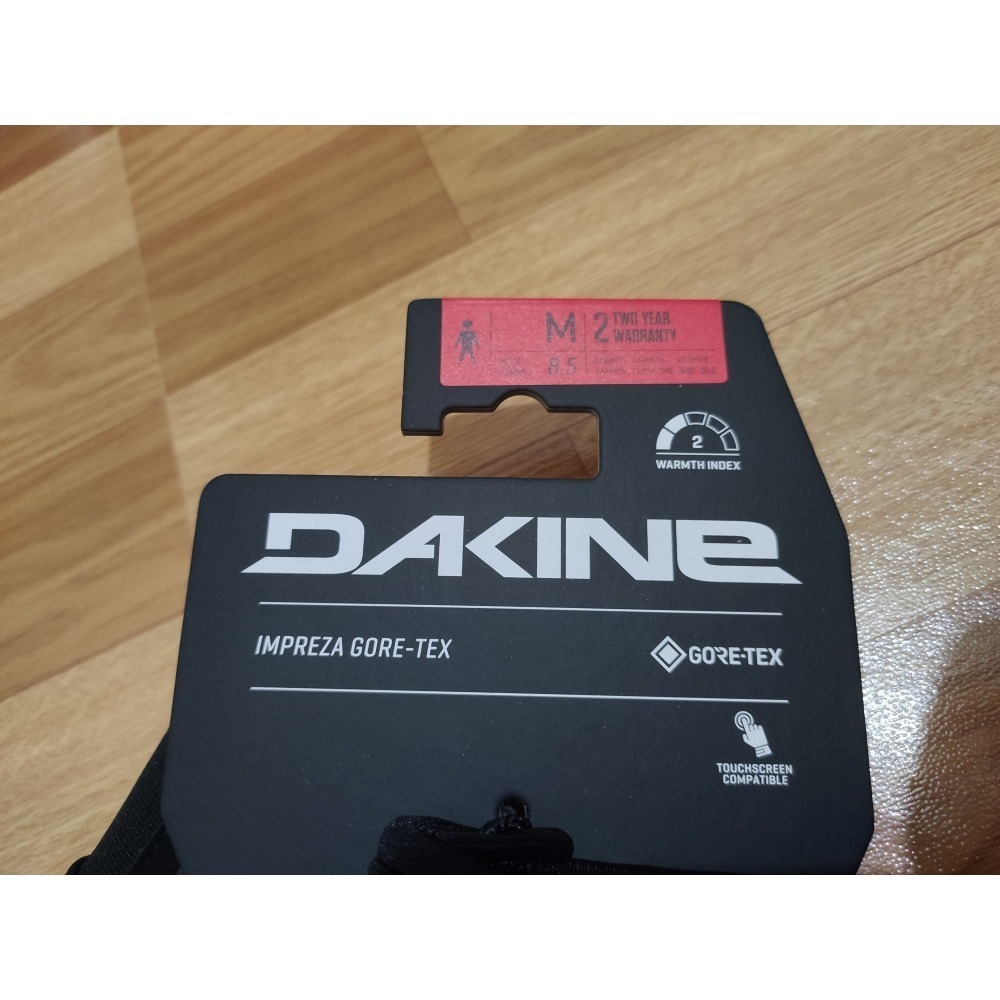 M
8.5
2 TWO YEAR
WARRANTY
2
WARMTH INDEX
DAKINE
IMPREZA GORE-TEX
GORE-TEX
TOUCHSCREEN
COMPATIBLE